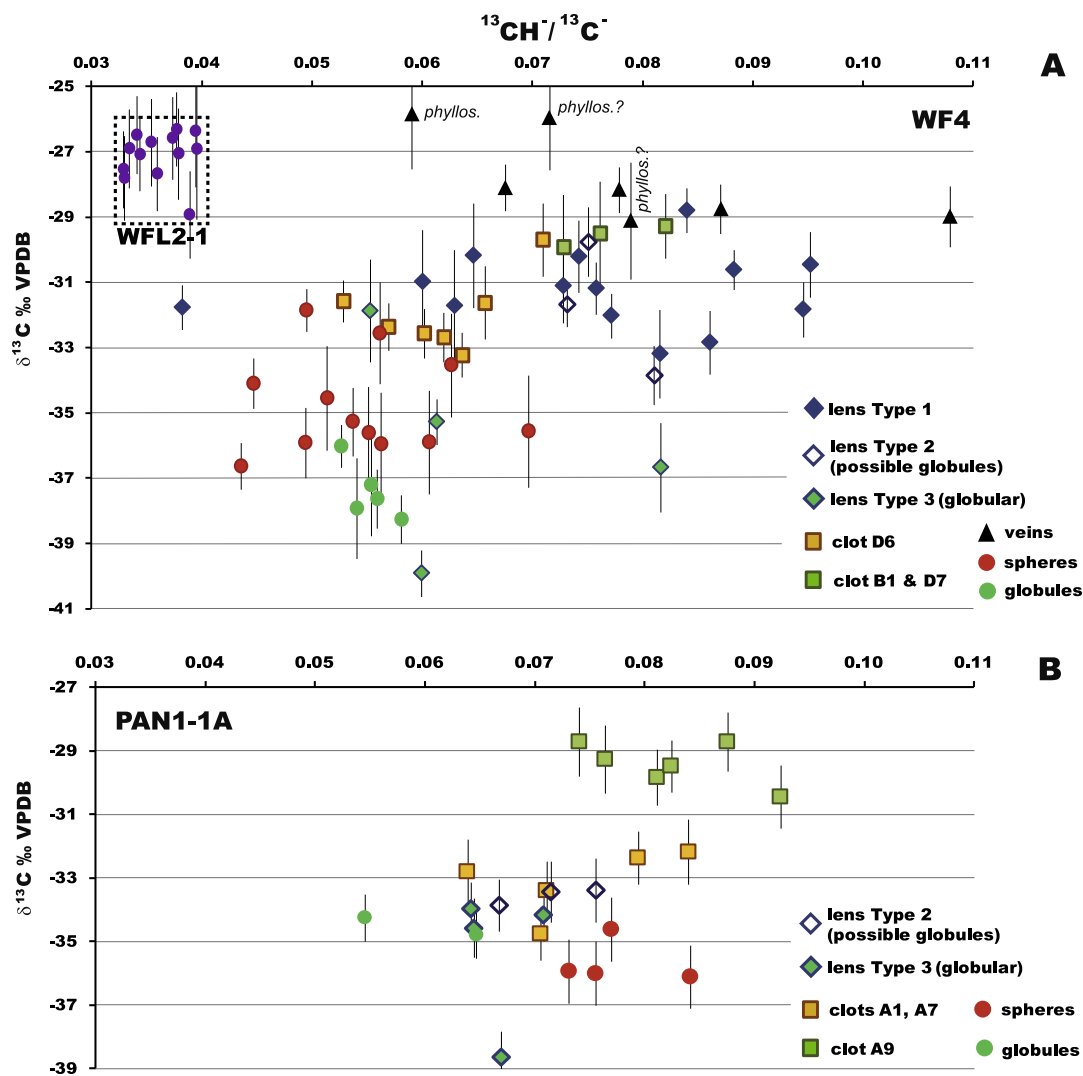 ¹³CH⁻/ ¹³C⁻
0.03 0.04 0.05 0.06 0.07 0.08 0.09 0.10 0.11
A
-25
phyllos.
phyllos.?
WF4
-27
phyllos.?
-29
WFL2-1
-31
δ¹³C ‰ VPDB
-33
-35
lens Type 1
lens Type 2
(possible globules)
-37
lens Type 3 (globular)
veins
-39
clot D6
spheres
clot B1 & D7
globules
-41
0.03 0.04 0.05 0.06 0.07 0.08 0.09 0.10 0.11
B
-27
PAN1-1A
-29
-31
δ¹³C ‰ VPDB
-33
-35
lens Type 2
(possible globules)
lens Type 3 (globular)
-37
clots A1, A7
spheres
clot A9
globules
-39